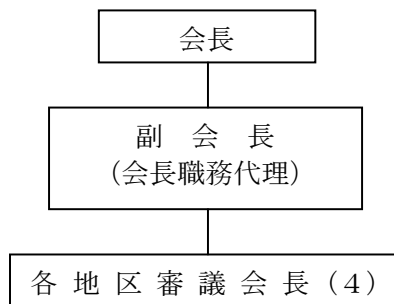 会長
副　会　長
（会長職務代理）
各 地 区 審 議 会 長（４）